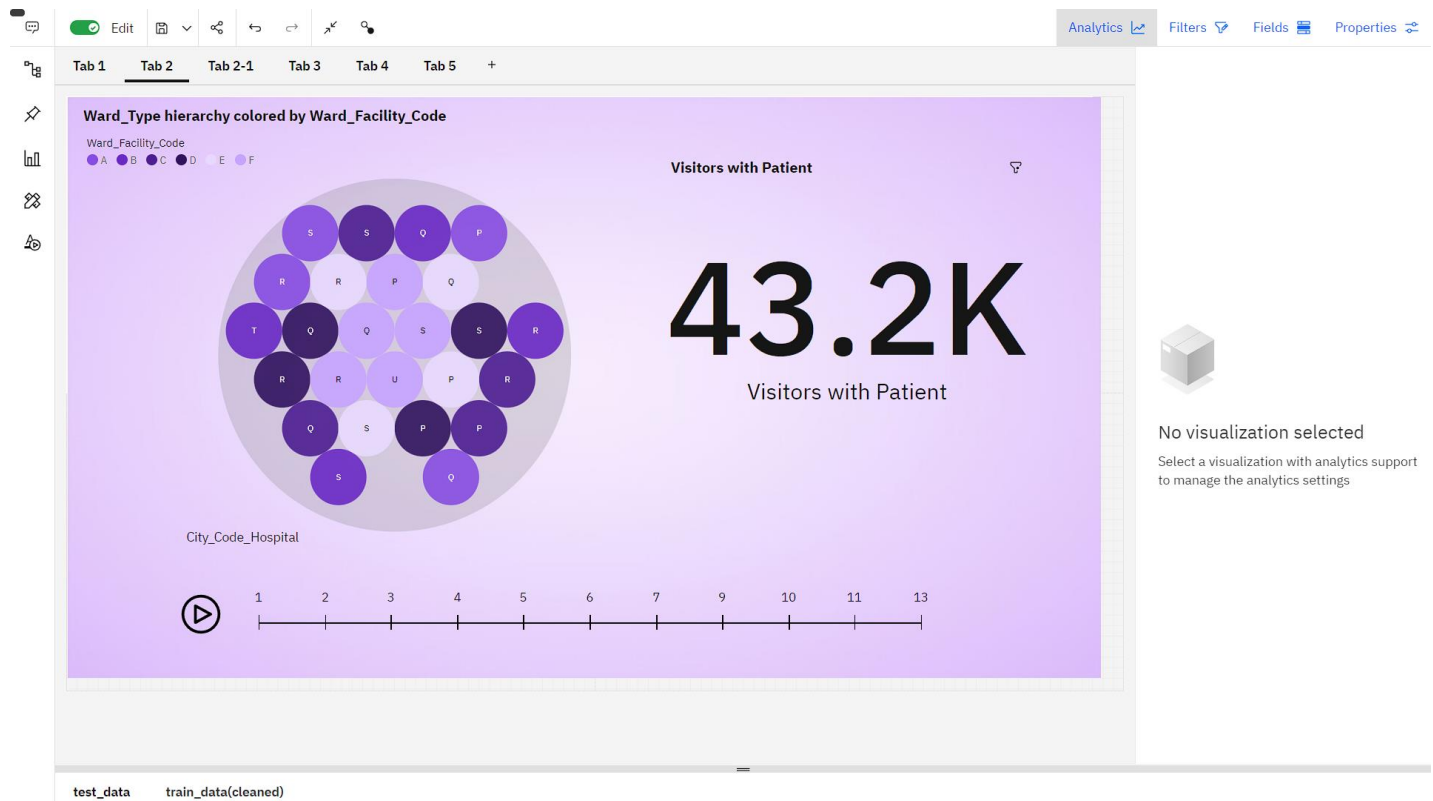 Edit
Analytics Filters Fields Properties
Tab 1 Tab 2 Tab 2-1 Tab 3 Tab 4 Tab 5 +
Ward_Type hierarchy colored by Ward_Facility_Code
Ward_Facility_Code
A B C D E F
Visitors with Patient
S S Q P
R R P Q
T Q Q S S R
R R U P R
Q S P P
S Q
43.2K
Visitors with Patient
City_Code_Hospital
1 2 3 4 5 6 7 9 10 11 13
No visualization selected
Select a visualization with analytics support
to manage the analytics settings
test_data train_data(cleaned)